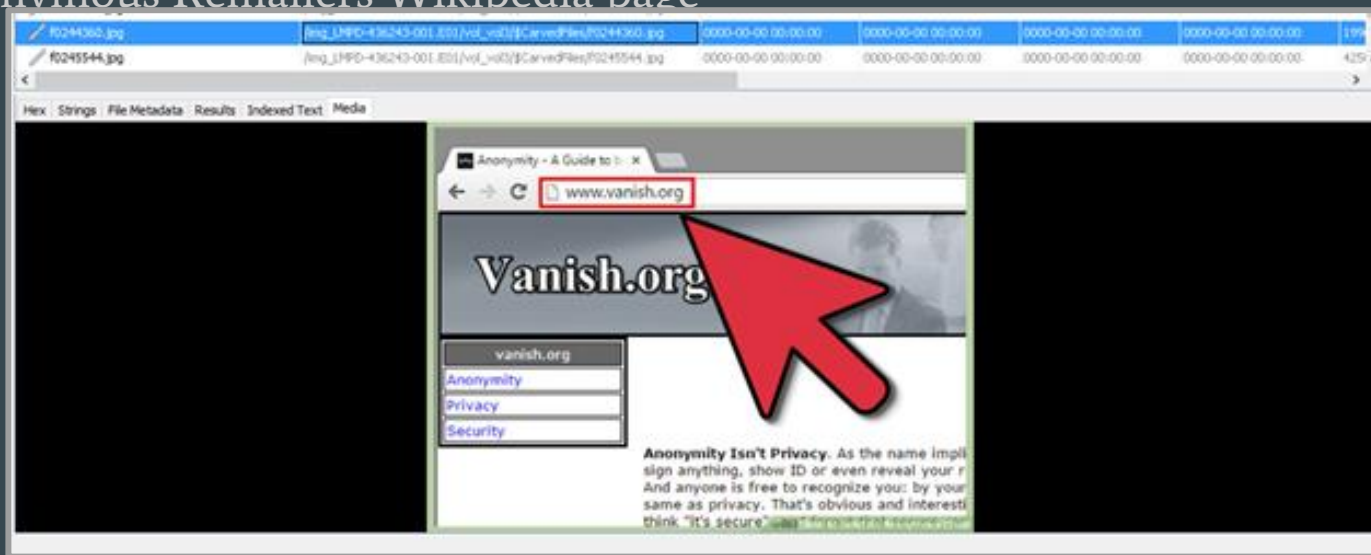 nymous Remailers Wikipedia page
f0244360.jpg /img_LMPD-436243-001.E01/vol_vol3/$CarvedFiles/f0244360.jpg 0000-00-00 00:00:00 0000-00-00 00:00:00 0000-00-00 00:00:00 0000-00-00 00:00:00 199
f0245544.jpg /img_LMPD-436243-001.E01/vol_vol3/$CarvedFiles/f0245544.jpg 0000-00-00 00:00:00 0000-00-00 00:00:00 0000-00-00 00:00:00 0000-00-00 00:00:00 425
Hex Strings File Metadata Results Indexed Text Media
Anonymity - A Guide to
www.vanish.org
Vanish.org
vanish.org
Anonymity
Privacy
Security
Anonymity Isn't Privacy. As the name impli
sign anything, show ID or even reveal your r
And anyone is free to recognize you: by your
same as privacy. That's obvious and interesti
think "it's secure"